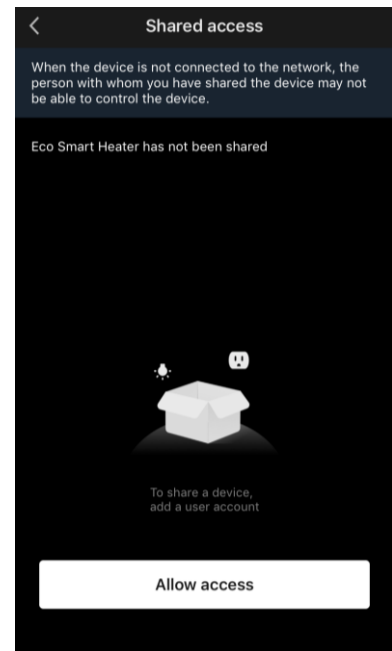 Shared access
When the device is not connected to the network, the
person with whom you have shared the device may not
be able to control the device.
Eco Smart Heater has not been shared
To share a device,
add a user account
Allow access